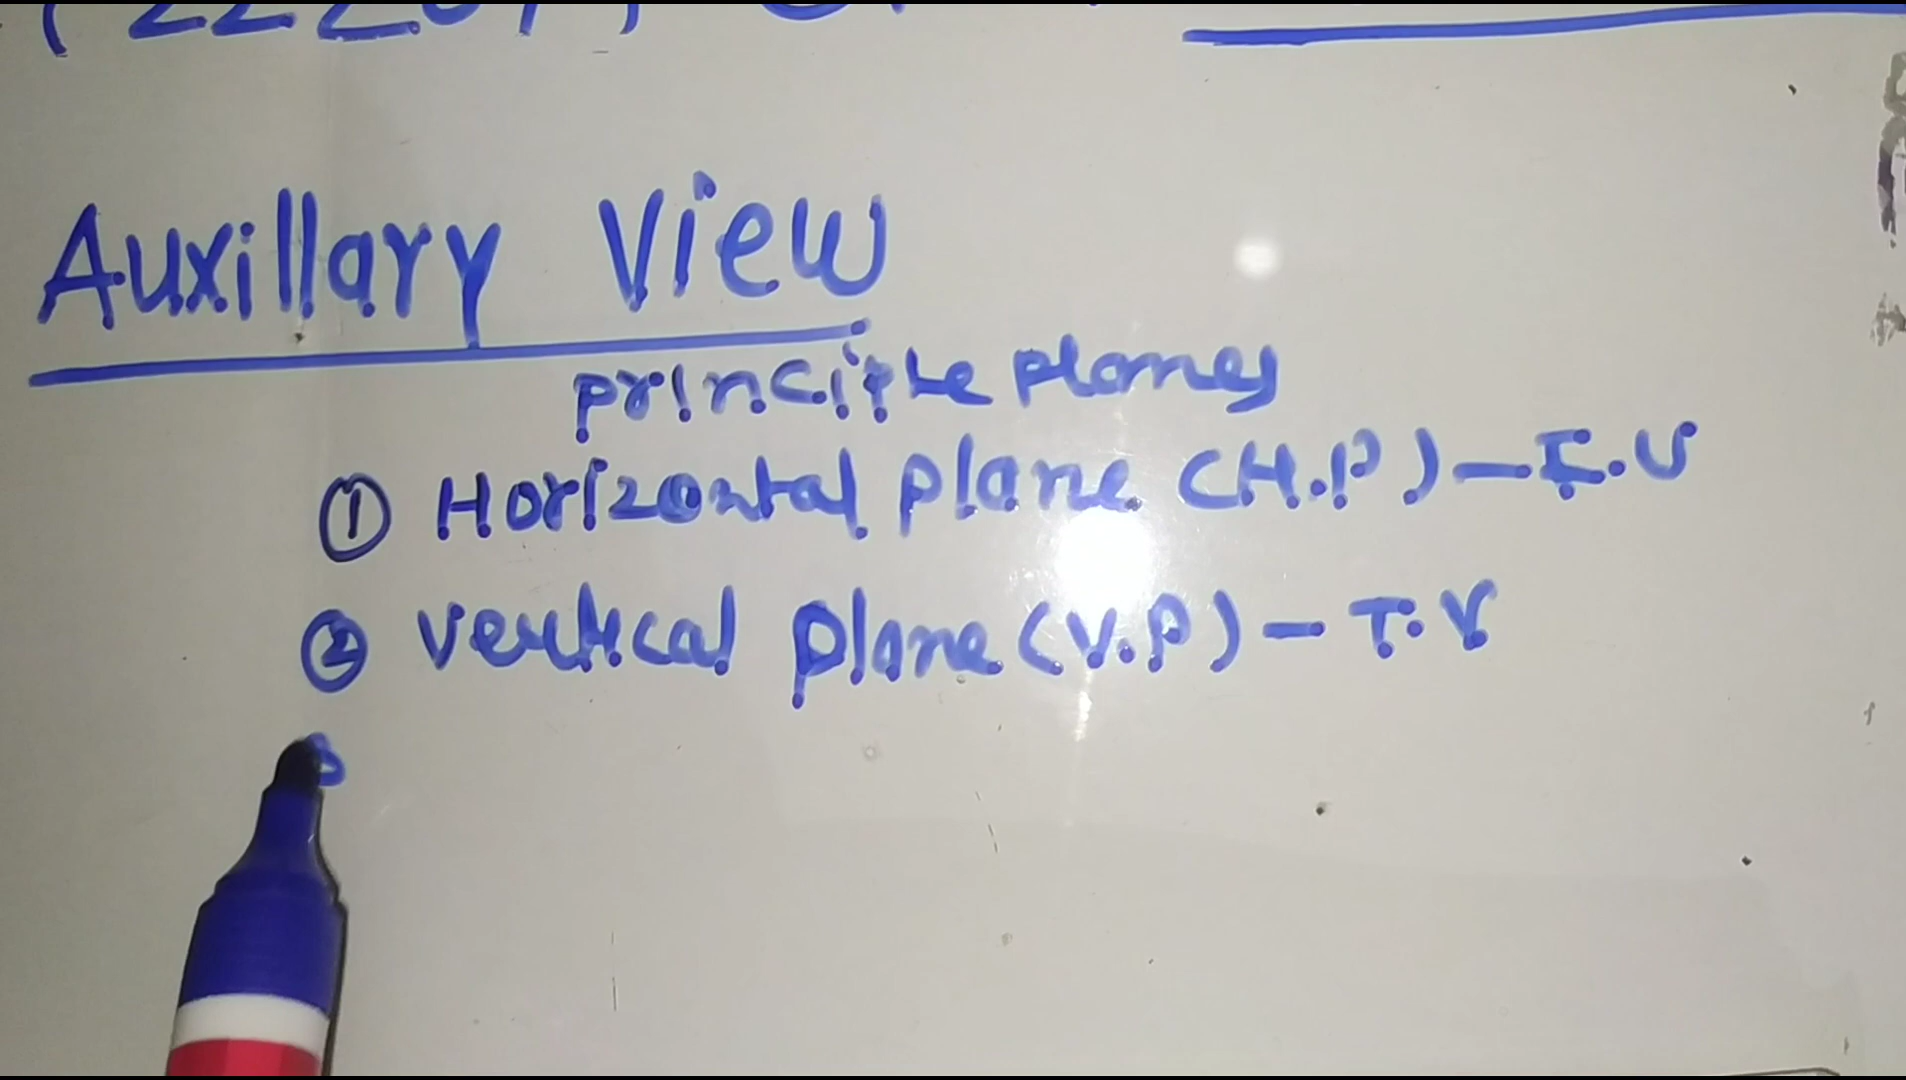 Auxillary View
principle planes
① Horizontal plane (H.P) – T.V
② Vertical plane (V.P) – T.V